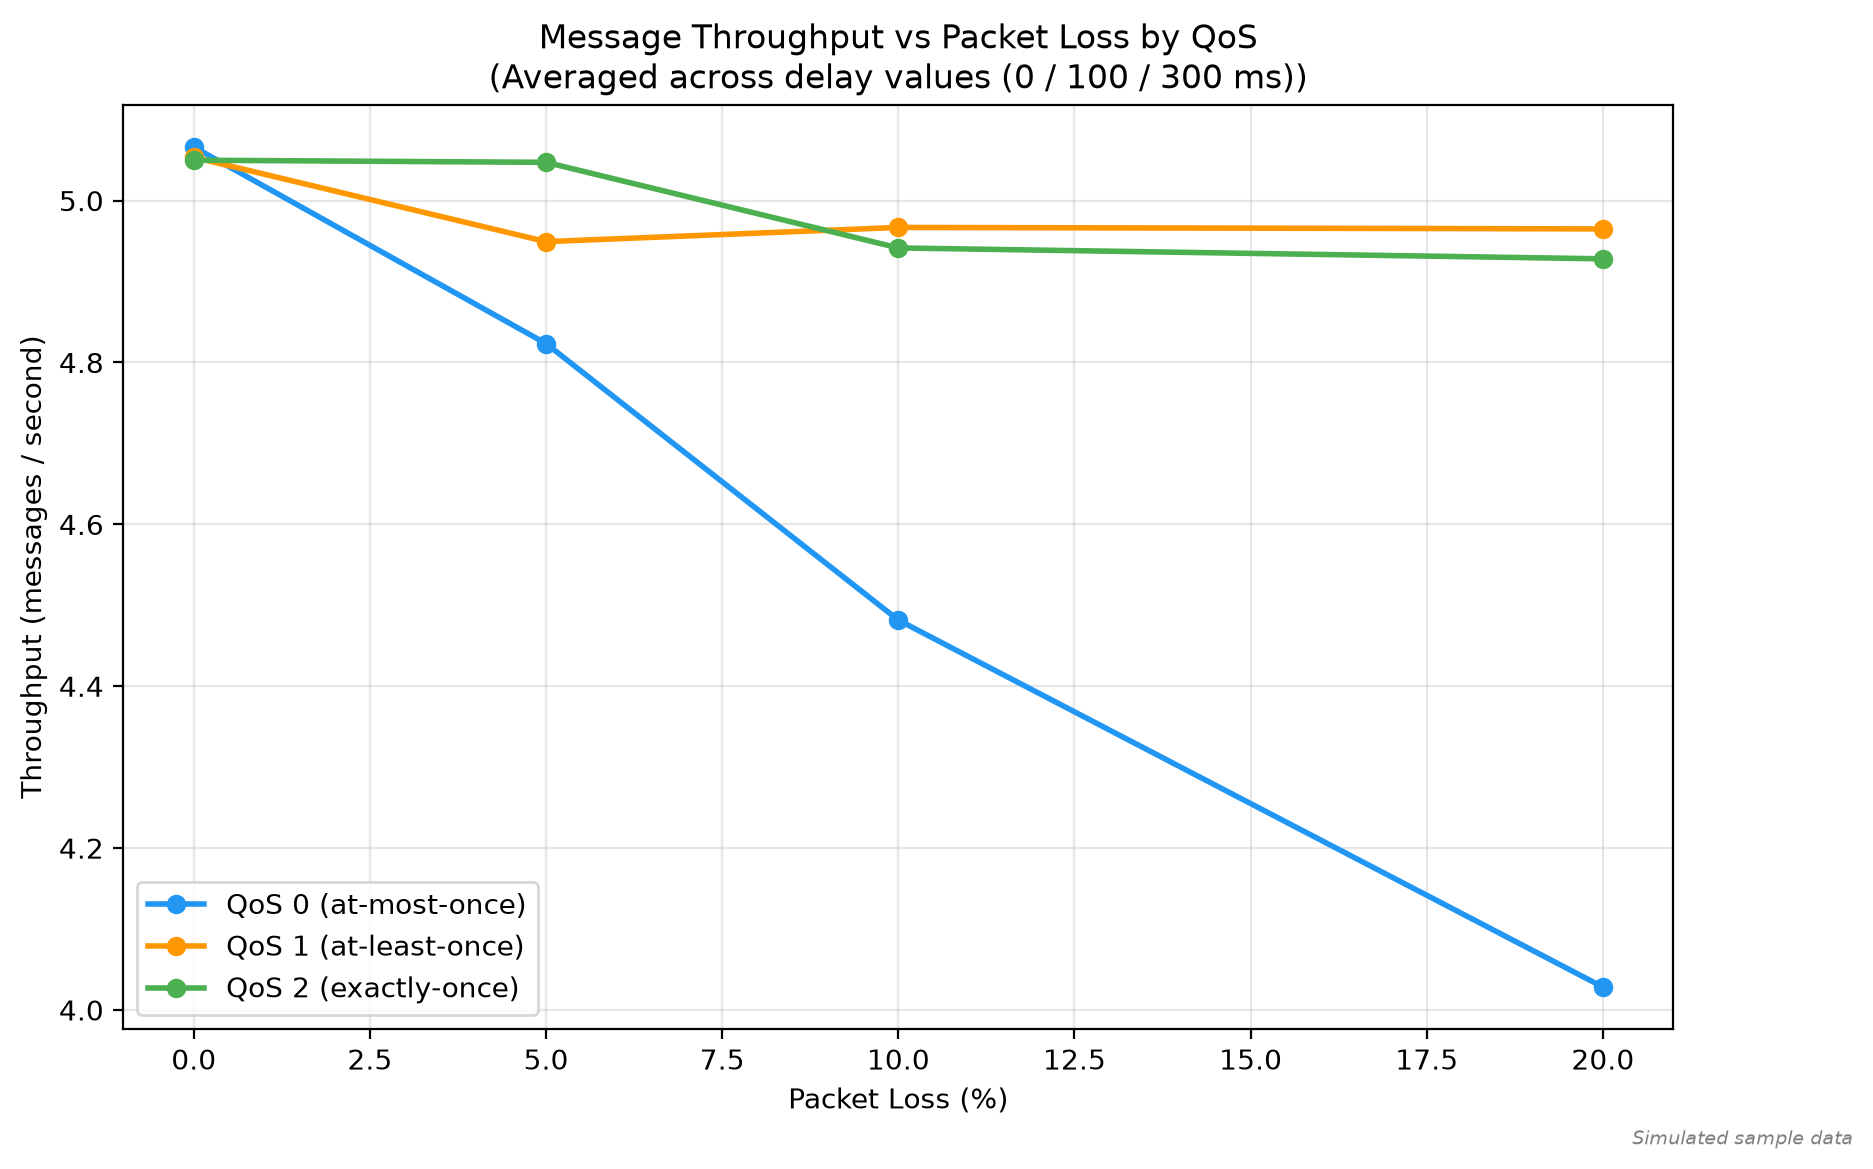 Message Throughput vs Packet Loss by QoS
(Averaged across delay values (0 / 100 / 300 ms))
Throughput (messages / second)
5.0
4.8
4.6
4.4
4.2
4.0
QoS 0 (at-most-once)
QoS 1 (at-least-once)
QoS 2 (exactly-once)
0.0 2.5 5.0 7.5 10.0 12.5 15.0 17.5 20.0
Packet Loss (%)
Simulated sample data